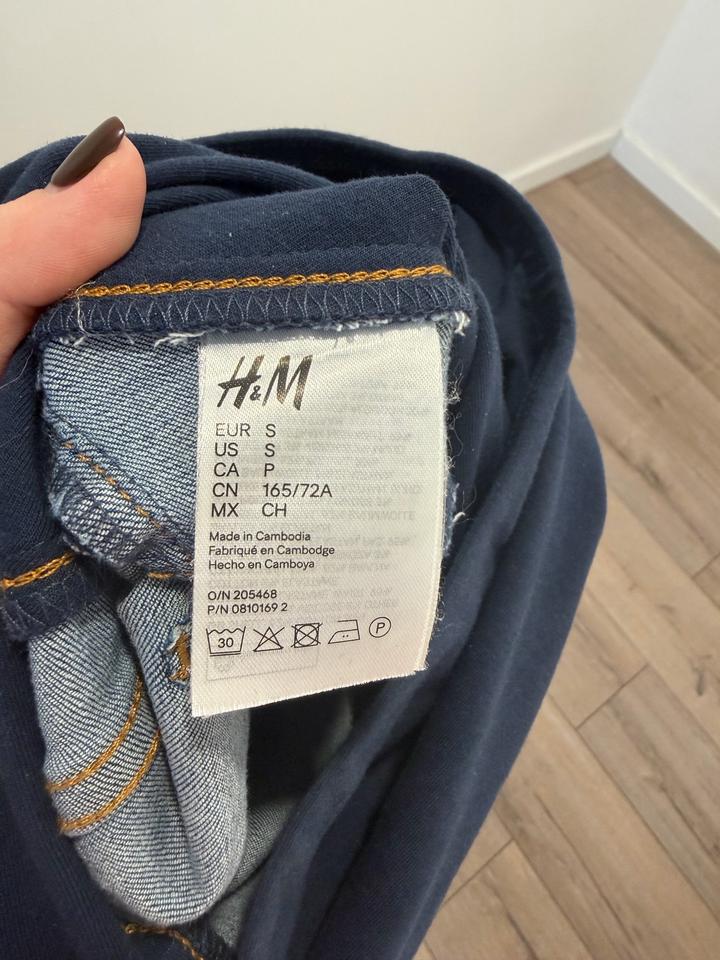 H&M
EUR S
US S
CA P
CN 165/72A
MX CH
Made in Cambodia
Fabriqué en Cambodge
Hecho en Camboya
O/N 205468
P/N 0810169 2
30
P